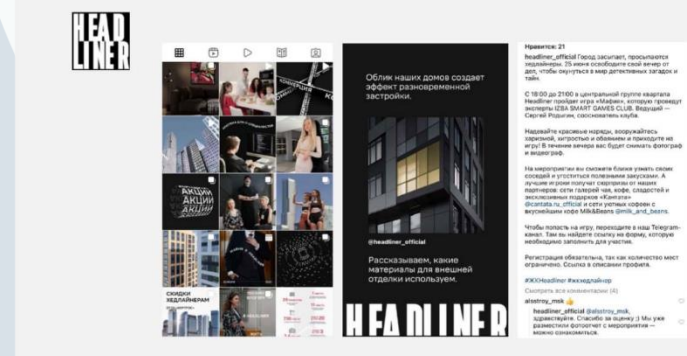 HEAD
LINER
АКЦИИ
АКЦИИ
АКЦИИ
СКИДКИ
ХЕДЛАЙНЕРАМ
Облик наших домов создает
эффект разновременной
застройки.
@headliner_official
Рассказываем, какие
материалы для внешней
отделки используем.
HEADLINER
Нравится: 21
headliner_official Город засыпает, просыпаются
хедлайнеры. 25 июня освободите свой вечер от
дел, чтобы окунуться в мир детективных загадок и
тайн.
С 18:00 до 21:00 в центральной группе квартала
Headliner пройдет игра «Мафия», которую проведут
эксперты IZBA SMART GAMES CLUB. Ведущий —
Сергей Родыгин, сооснователь клуба.
Надевайте красивые наряды, вооружайтесь
харизмой, хитростью и обаянием и приходите на
игру! В течение вечера вас будет снимать фотограф
и видеограф.
На мероприятии вы сможете ближе узнать своих
соседей и угоститься полезными закусками. А
лучшие игроки получат сюрпризы от наших
партнеров: сети галерей чая, кофе, сладостей и
эксклюзивных подарков «Кантата»
@cantata.ru_official и сети уютных кофеен с
вкуснейшим кофе Milk&Beans @milk_and_beans.
Чтобы попасть на игру, переходите в наш Telegram-
канал. Там вы найдете ссылку на форму, которую
необходимо заполнить для участия.
Регистрация обязательна, так как количество мест
ограничено. Ссылка в описании профиля.
#ЖКHeadliner #жкхедлайнер
Смотреть все комментарии (4)
alsstroy_msk 👍
headliner_official @alsstroy_msk,
здравствуйте. Спасибо за оценку :) Мы уже
разместили фотоотчет с мероприятия —
можно ознакомиться.